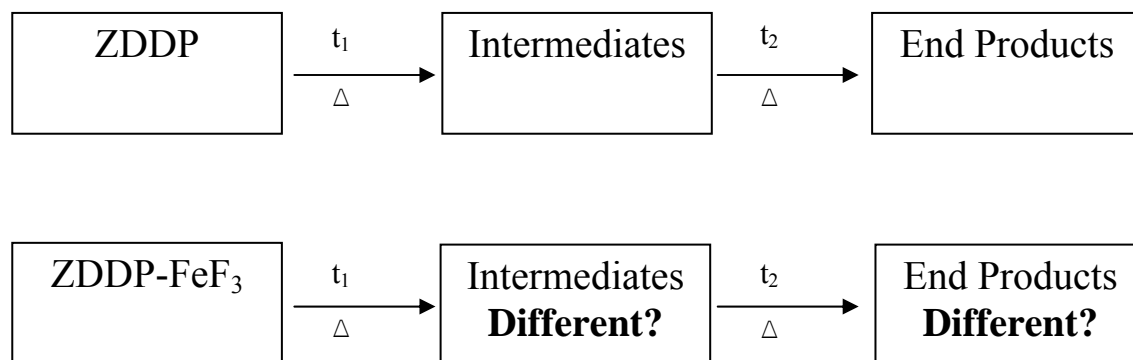 ZDDP
t₁
Δ
Intermediates
t₂
Δ
End Products
ZDDP-FeF₃
t₁
Δ
Intermediates
Different?
t₂
Δ
End Products
Different?